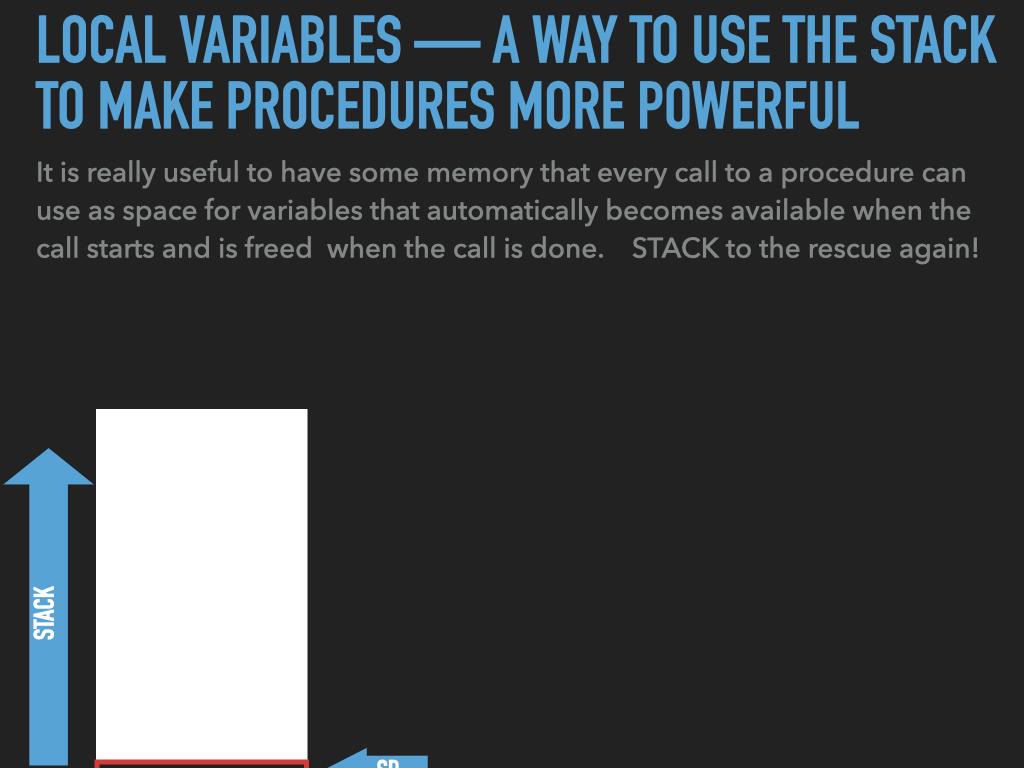 LOCAL VARIABLES — A WAY TO USE THE STACK
TO MAKE PROCEDURES MORE POWERFUL
It is really useful to have some memory that every call to a procedure can
use as space for variables that automatically becomes available when the
call starts and is freed  when the call is done.    STACK to the rescue again!
STACK
SP